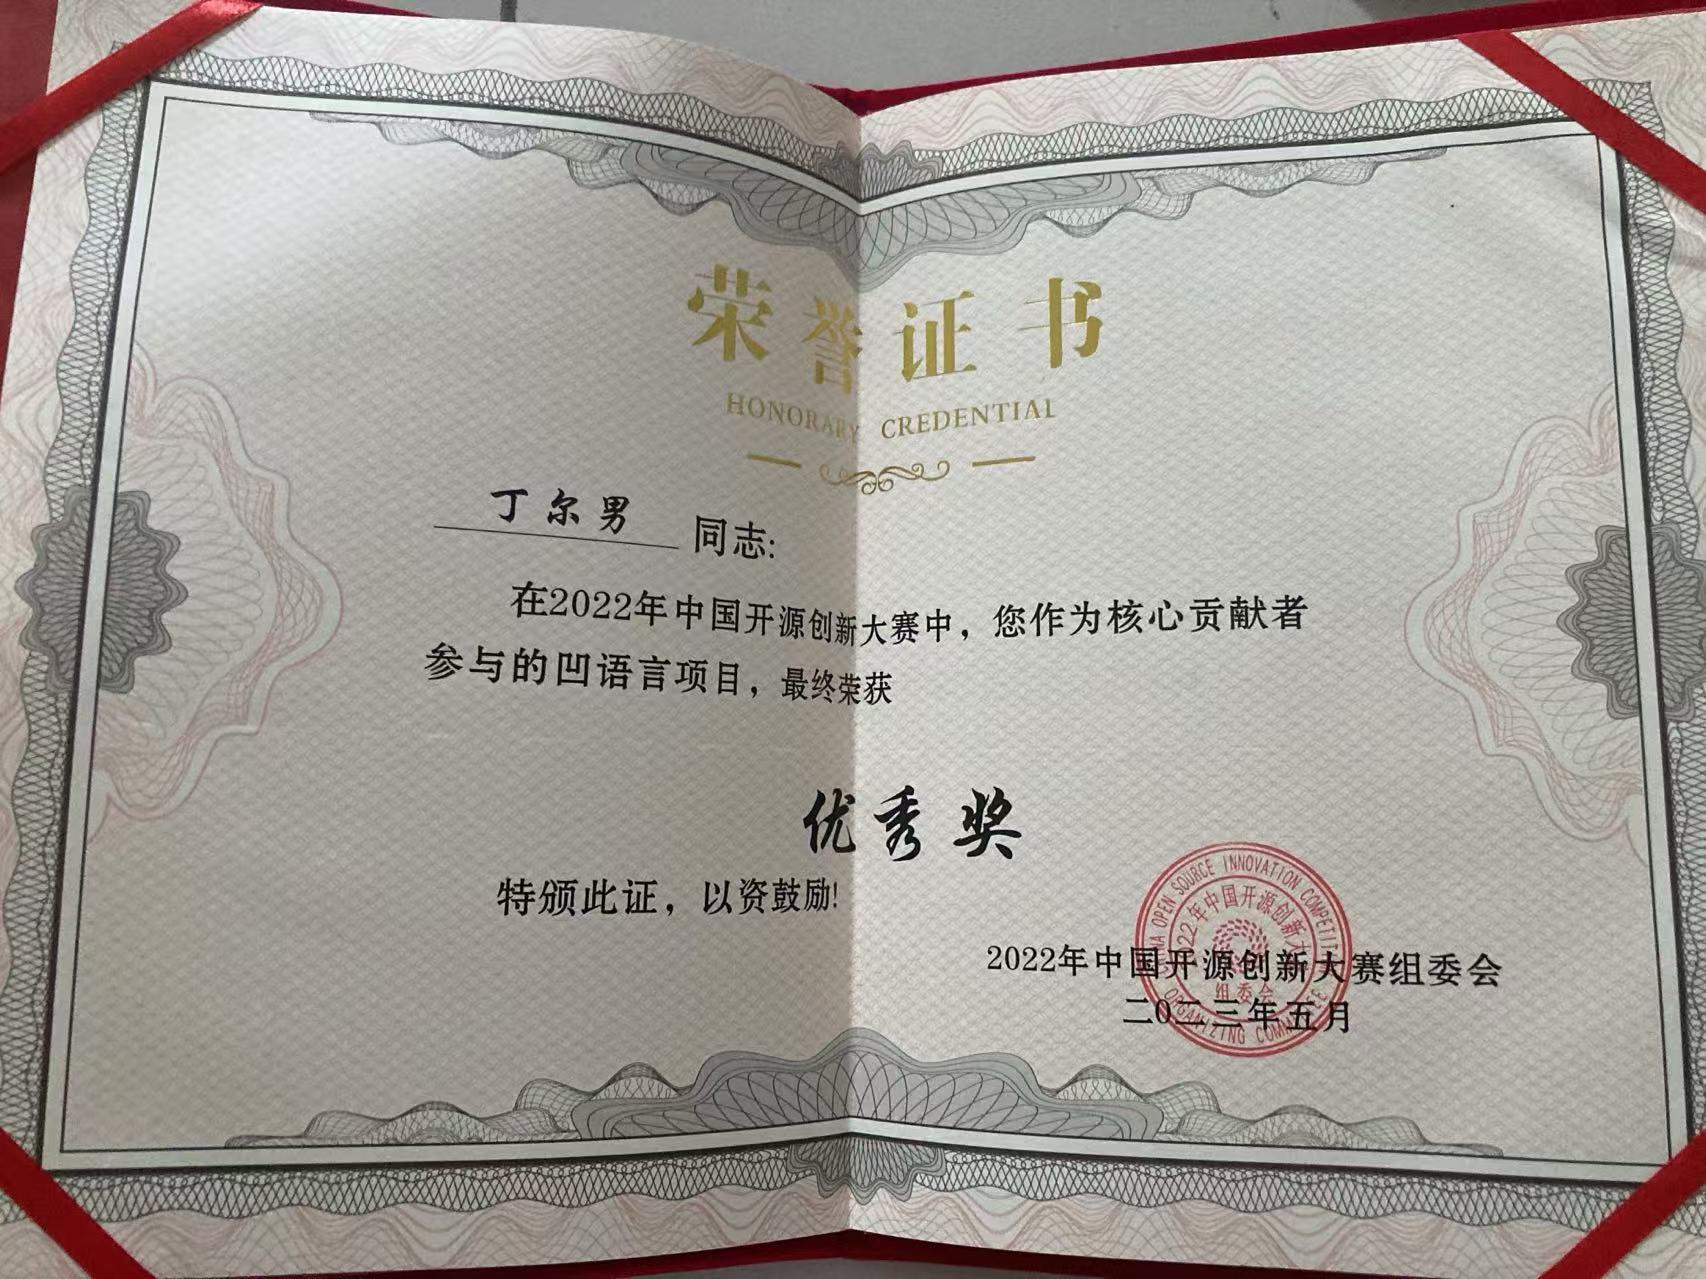 荣誉证书
HONORARY CREDENTIAL
丁尔男 同志:
在2022年中国开源创新大赛中，您作为核心贡献者
参与的凹语言项目，最终荣获
优秀奖
特颁此证，以资鼓励!
2022年中国开源创新大赛组委会
二〇二三年五月
OPEN SOURCE INNOVATION
2022年中国开源创新大赛
组委会
ORGANIZING COMMITTEE